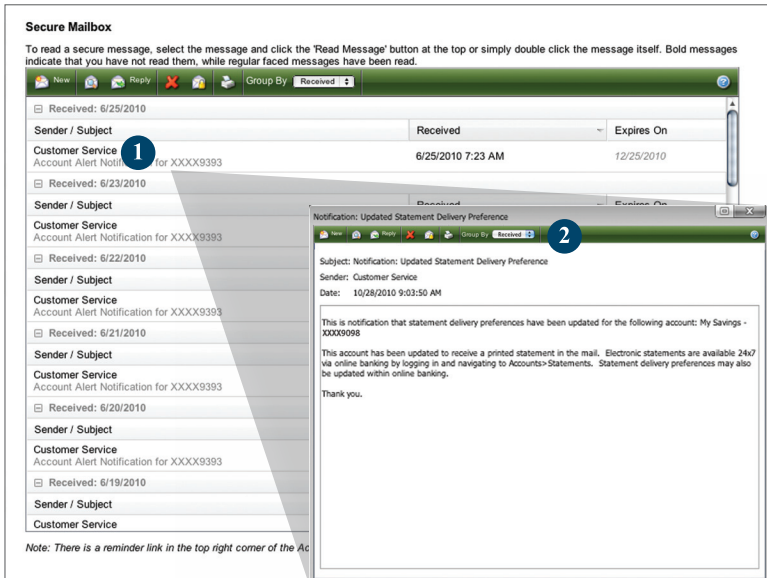 Secure Mailbox
To read a secure message, select the message and click the 'Read Message' button at the top or simply double click the message itself. Bold messages
indicate that you have not read them, while regular faced messages have been read.
New Reply Group By Received
Received: 6/25/2010
Sender / Subject Received Expires On
Customer Service
Account Alert Notification for XXXX9393 6/25/2010 7:23 AM 12/25/2010
1
Received: 6/23/2010
Sender / Subject Received Expires On
Customer Service
Account Alert Notification for XXXX9393
Received: 6/22/2010
Sender / Subject
Customer Service
Account Alert Notification for XXXX9393
Received: 6/21/2010
Sender / Subject
Customer Service
Account Alert Notification for XXXX9393
Received: 6/20/2010
Sender / Subject
Customer Service
Account Alert Notification for XXXX9393
Received: 6/19/2010
Sender / Subject
Customer Service
Note: There is a reminder link in the top right corner of the
Notification: Updated Statement Delivery Preference
New Reply Group By Received
2
Subject: Notification: Updated Statement Delivery Preference
Sender: Customer Service
Date: 10/28/2010 9:03:50 AM
This is notification that statement delivery preferences have been updated for the following account: My Savings -
XXXX9098
This account has been updated to receive a printed statement in the mail. Electronic statements are available 24x7
via online banking by logging in and navigating to Accounts>Statements. Statement delivery preferences may also
be updated within online banking.
Thank you.